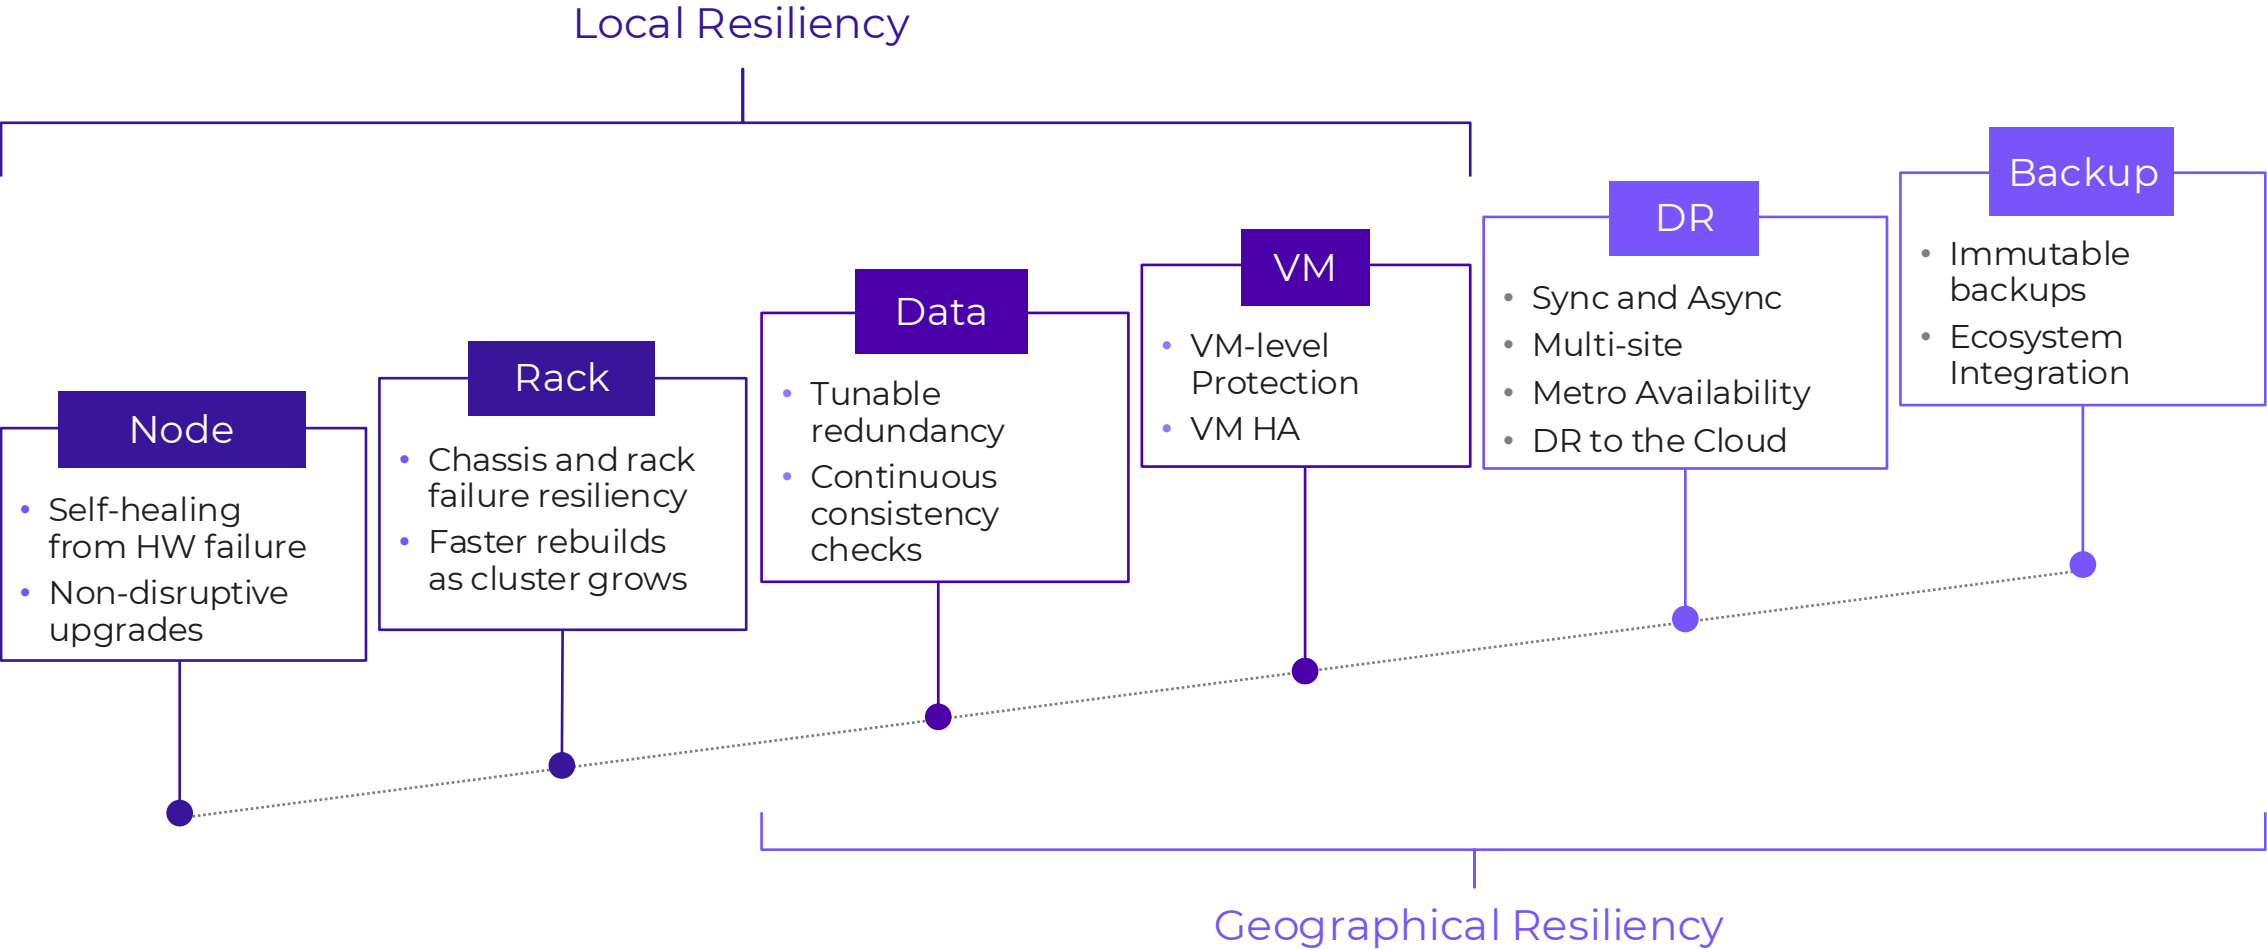 Local Resiliency
Node
• Self-healing
from HW failure
• Non-disruptive
upgrades
Rack
• Chassis and rack
failure resiliency
• Faster rebuilds
as cluster grows
Data
• Tunable
redundancy
• Continuous
consistency
checks
VM
• VM-level
Protection
• VM HA
DR
• Sync and Async
• Multi-site
• Metro Availability
• DR to the Cloud
Backup
• Immutable
backups
• Ecosystem
Integration
Geographical Resiliency